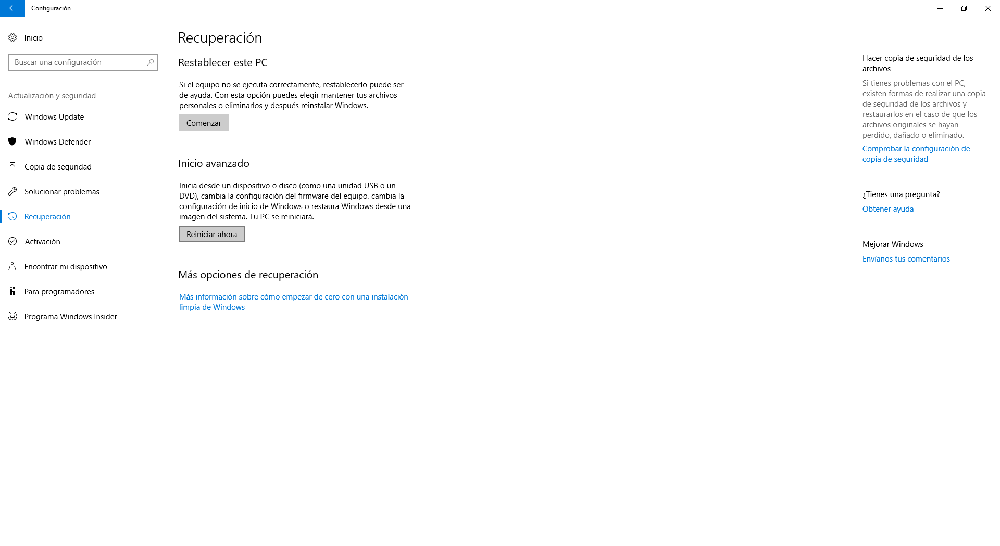 Configuración
Inicio
Buscar una configuración
Actualización y seguridad
Windows Update
Windows Defender
Copia de seguridad
Solucionar problemas
Recuperación
Activación
Encontrar mi dispositivo
Para programadores
Programa Windows Insider
Recuperación
Restablecer este PC
Si el equipo no se ejecuta correctamente, restablecerlo puede ser
de ayuda. Con esta opción puedes elegir mantener tus archivos
personales o eliminarlos y después reinstalar Windows.
Comenzar
Inicio avanzado
Inicia desde un dispositivo o disco (como una unidad USB o un
DVD), cambia la configuración del firmware del equipo, cambia la
configuración de inicio de Windows o restaura Windows desde una
imagen del sistema. Tu PC se reiniciará.
Reiniciar ahora
Más opciones de recuperación
Más información sobre cómo empezar de cero con una instalación
limpia de Windows
Hacer copia de seguridad de los
archivos
Si tienes problemas con el PC,
existen formas de realizar una copia
de seguridad de los archivos y
restaurarlos en el caso de que los
archivos originales se hayan
perdido, dañado o eliminado.
Comprobar la configuración de
copia de seguridad
¿Tienes una pregunta?
Obtener ayuda
Mejorar Windows
Envíanos tus comentarios